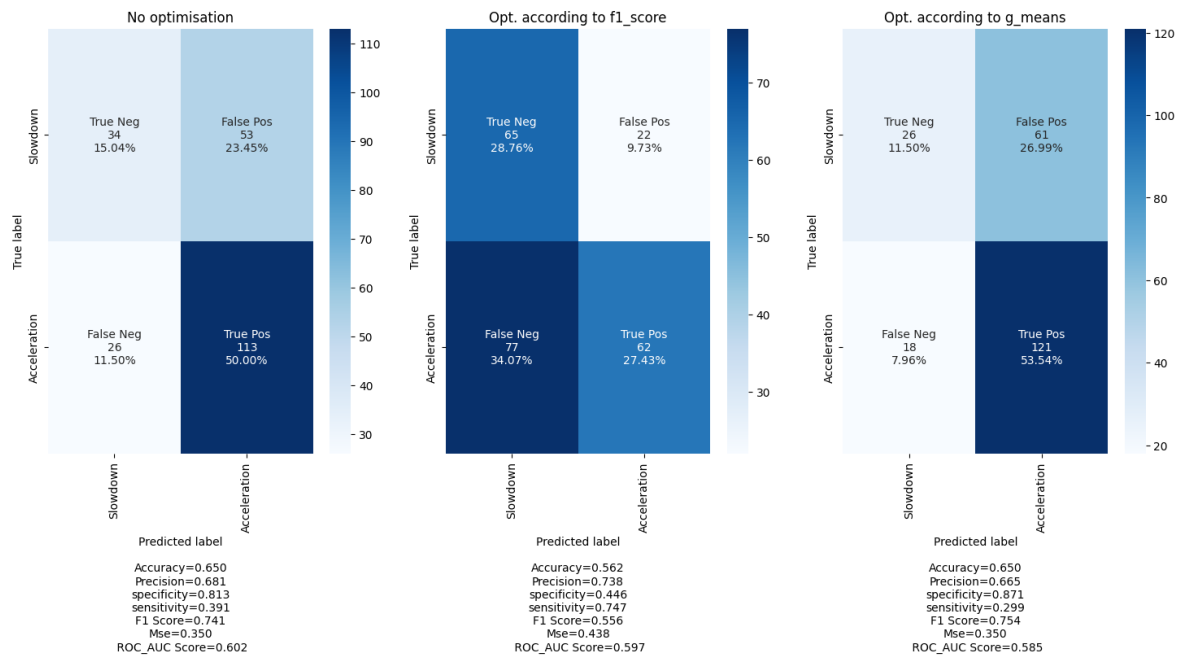 No optimisation
True label
Slowdown
Acceleration
True Neg
34
15.04%
False Pos
53
23.45%
False Neg
26
11.50%
True Pos
113
50.00%
110
100
90
80
70
60
50
40
30
Slowdown
Acceleration
Predicted label
Accuracy=0.650
Precision=0.681
specificity=0.813
sensitivity=0.391
F1 Score=0.741
Mse=0.350
ROC_AUC Score=0.602
Opt. according to f1_score
True label
Slowdown
Acceleration
True Neg
65
28.76%
False Pos
22
9.73%
False Neg
77
34.07%
True Pos
62
27.43%
70
60
50
40
30
Slowdown
Acceleration
Predicted label
Accuracy=0.562
Precision=0.738
specificity=0.446
sensitivity=0.747
F1 Score=0.556
Mse=0.438
ROC_AUC Score=0.597
Opt. according to g_means
True label
Slowdown
Acceleration
True Neg
26
11.50%
False Pos
61
26.99%
False Neg
18
7.96%
True Pos
121
53.54%
120
100
80
60
40
20
Slowdown
Acceleration
Predicted label
Accuracy=0.650
Precision=0.665
specificity=0.871
sensitivity=0.299
F1 Score=0.754
Mse=0.350
ROC_AUC Score=0.585